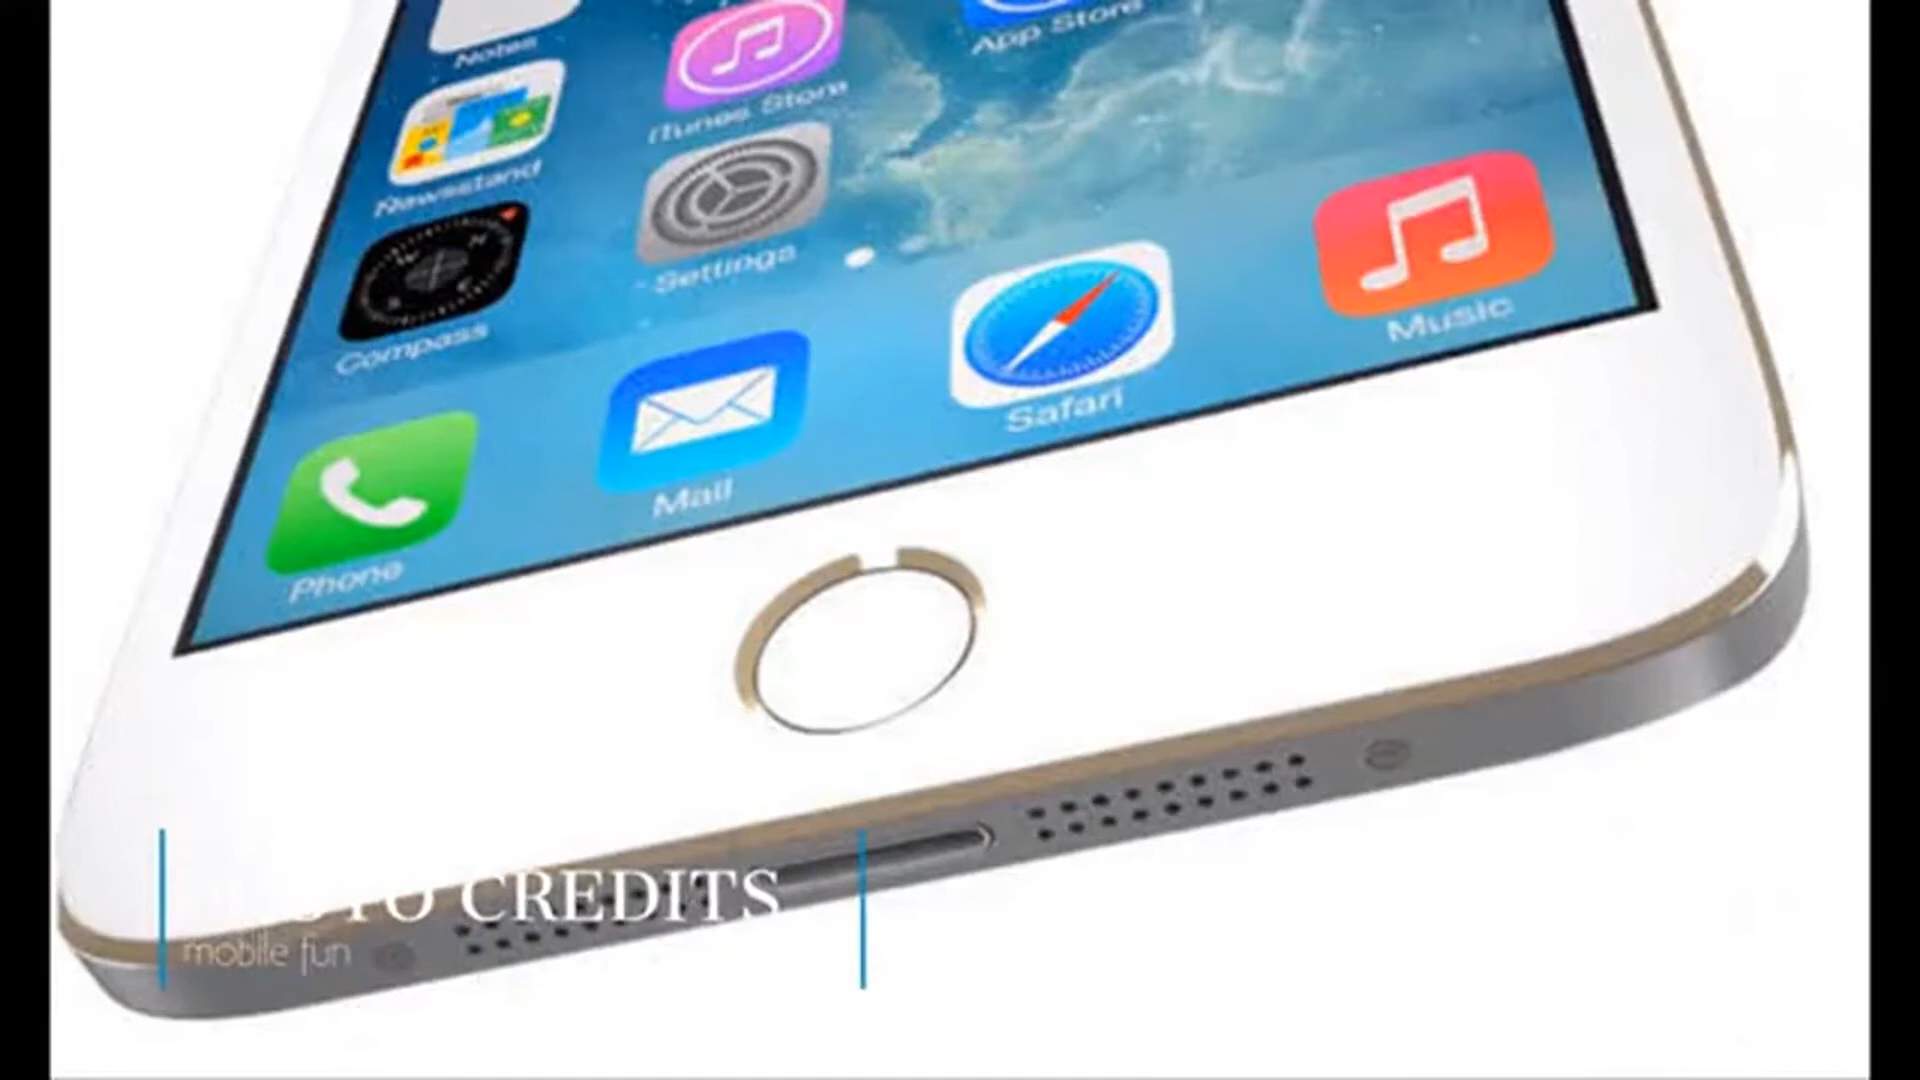 Notes
iTunes Store
App Store
Newsstand
Settings
Compass
Music
Safari
Mail
Phone
CREDITS
mobile fun